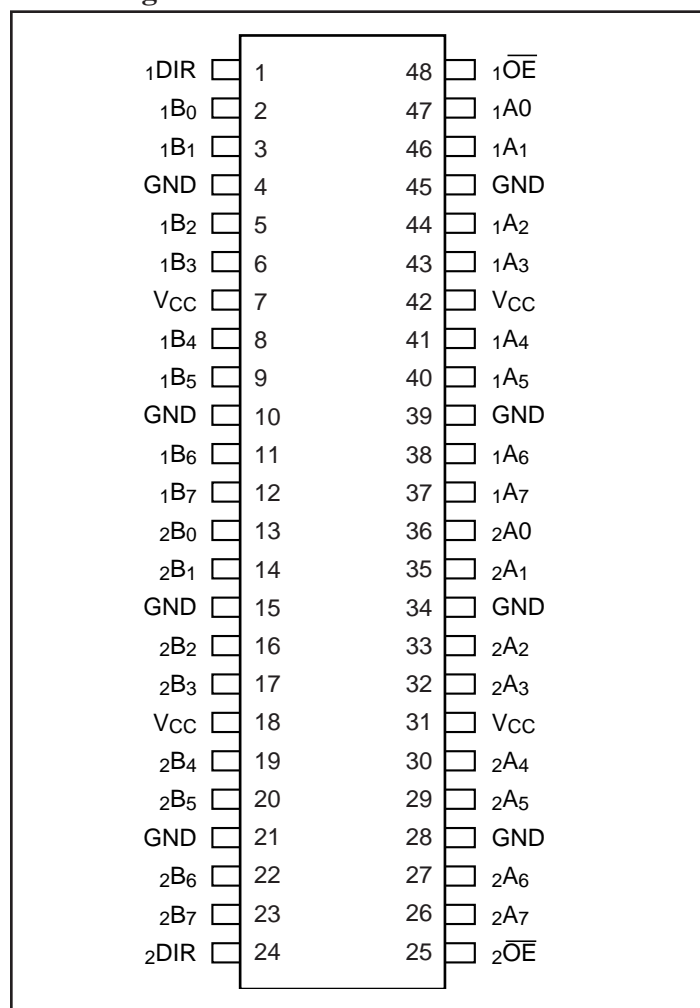 1DIR 1 48 1O̅E̅
1B0 2 47 1A0
1B1 3 46 1A1
GND 4 45 GND
1B2 5 44 1A2
1B3 6 43 1A3
VCC 7 42 VCC
1B4 8 41 1A4
1B5 9 40 1A5
GND 10 39 GND
1B6 11 38 1A6
1B7 12 37 1A7
2B0 13 36 2A0
2B1 14 35 2A1
GND 15 34 GND
2B2 16 33 2A2
2B3 17 32 2A3
VCC 18 31 VCC
2B4 19 30 2A4
2B5 20 29 2A5
GND 21 28 GND
2B6 22 27 2A6
2B7 23 26 2A7
2DIR 24 25 2O̅E̅